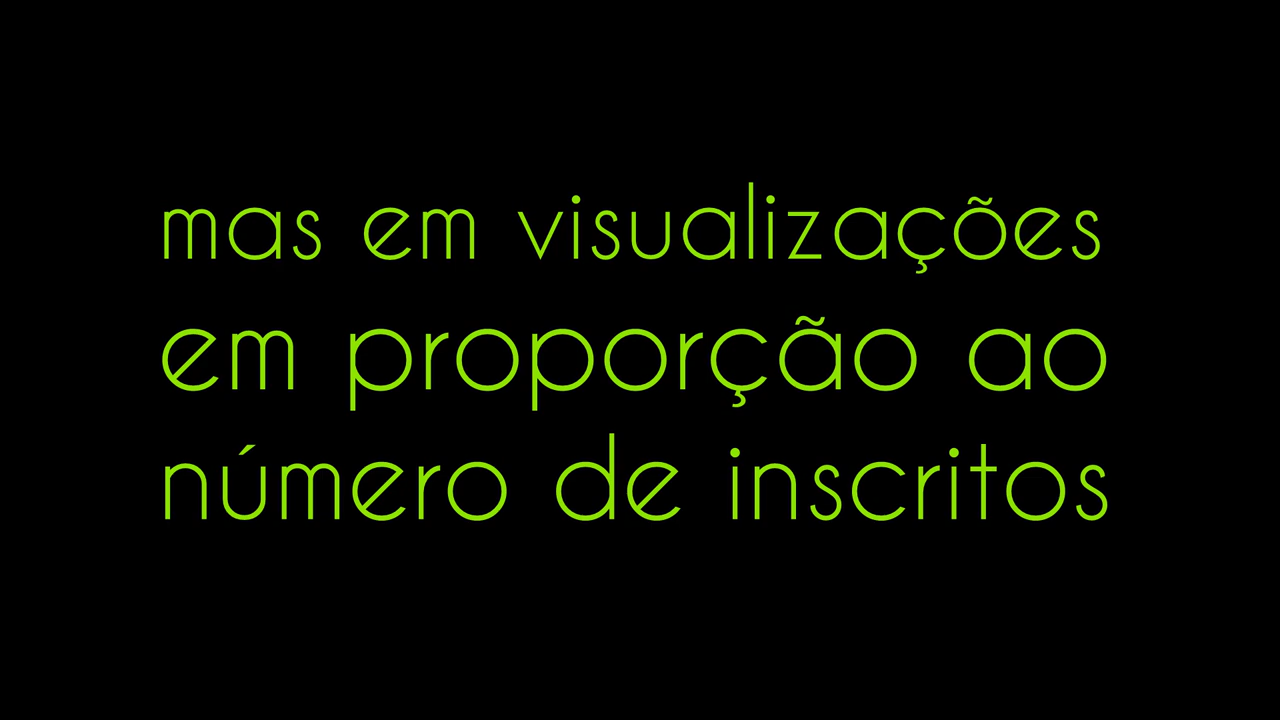 mas em visualizações
em proporção ao
número de inscritos